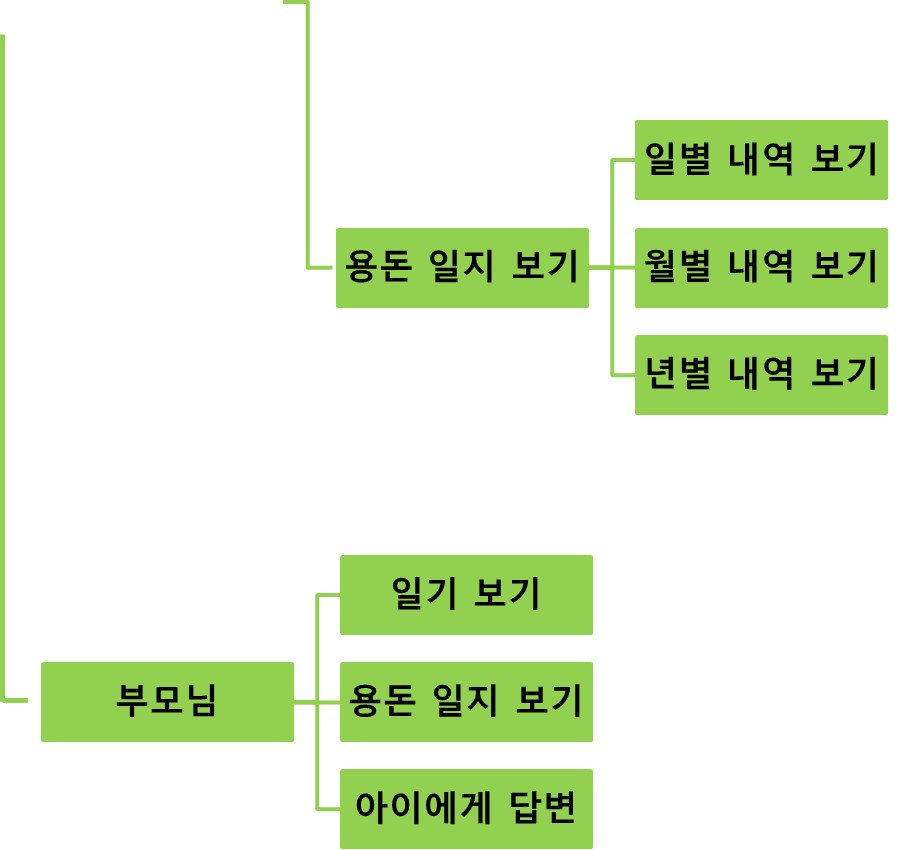 일별 내역 보기
용돈 일지 보기
월별 내역 보기
년별 내역 보기
일기 보기
부모님
용돈 일지 보기
아이에게 답변